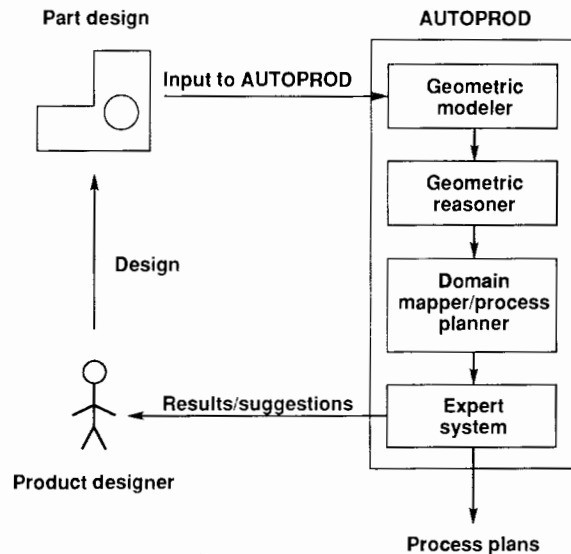 Part design
AUTOPROD
Input to AUTOPROD
Geometric
modeler
Geometric
reasoner
Design
Domain
mapper/process
planner
Results/suggestions
Expert
system
Product designer
Process plans